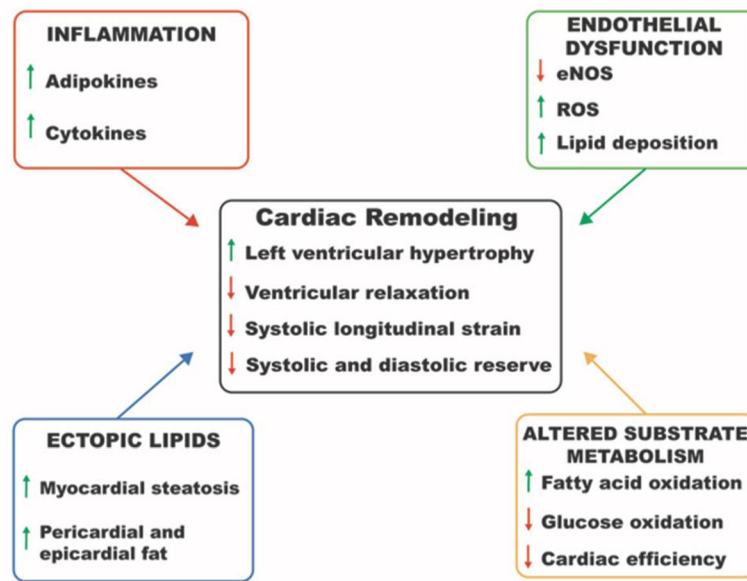 INFLAMMATION
↑ Adipokines
↑ Cytokines
ENDOTHELIAL
DYSFUNCTION
↓ eNOS
↑ ROS
↑ Lipid deposition
Cardiac Remodeling
↑ Left ventricular hypertrophy
↓ Ventricular relaxation
↓ Systolic longitudinal strain
↓ Systolic and diastolic reserve
ECTOPIC LIPIDS
↑ Myocardial steatosis
↑ Pericardial and
epicardial fat
ALTERED SUBSTRATE
METABOLISM
↑ Fatty acid oxidation
↓ Glucose oxidation
↓ Cardiac efficiency